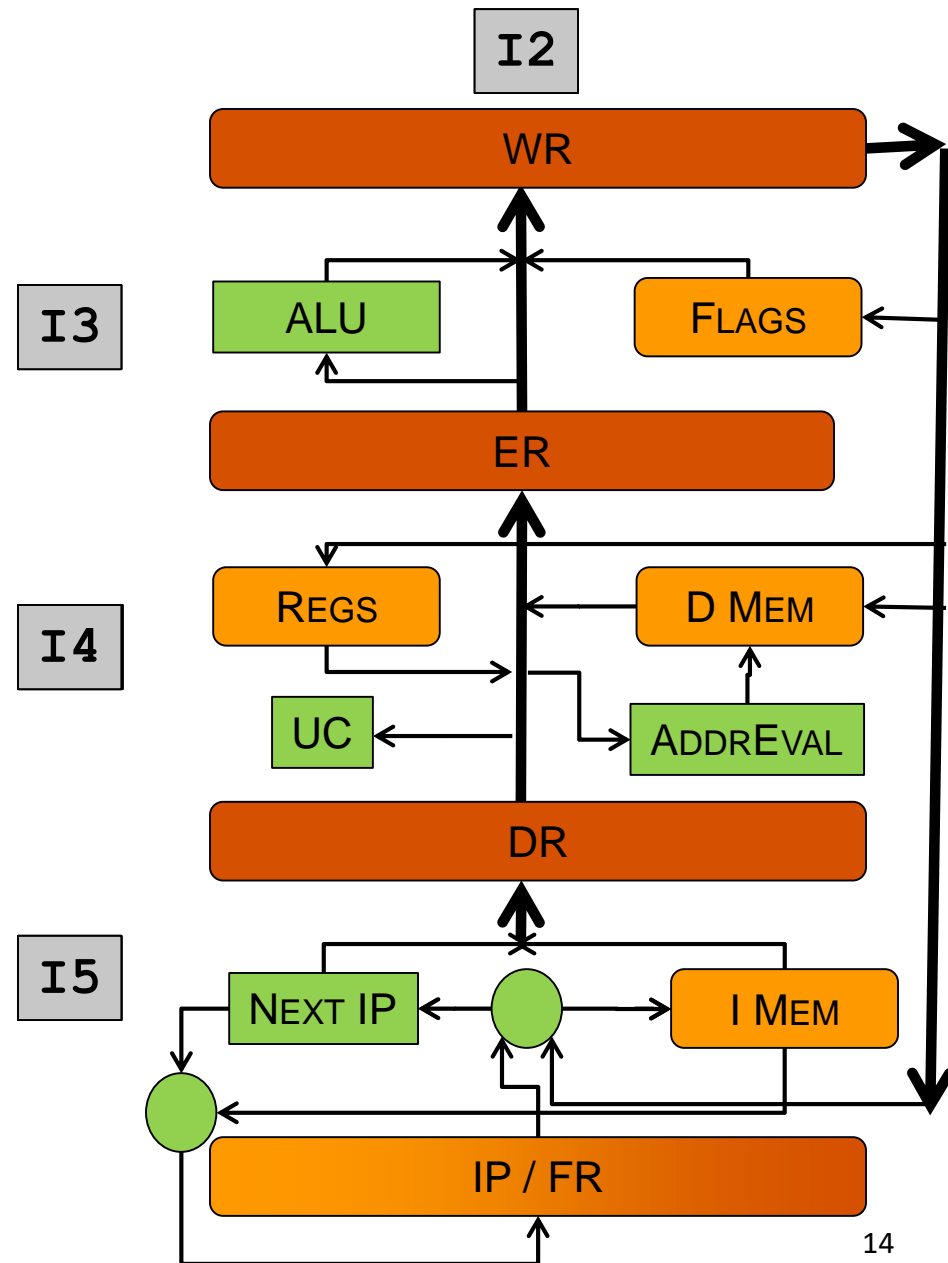 I2
WR
I3
ALU
FLAGS
ER
I4
REGS
D MEM
UC
ADDREVAL
DR
I5
NEXT IP
I MEM
IP / FR
14